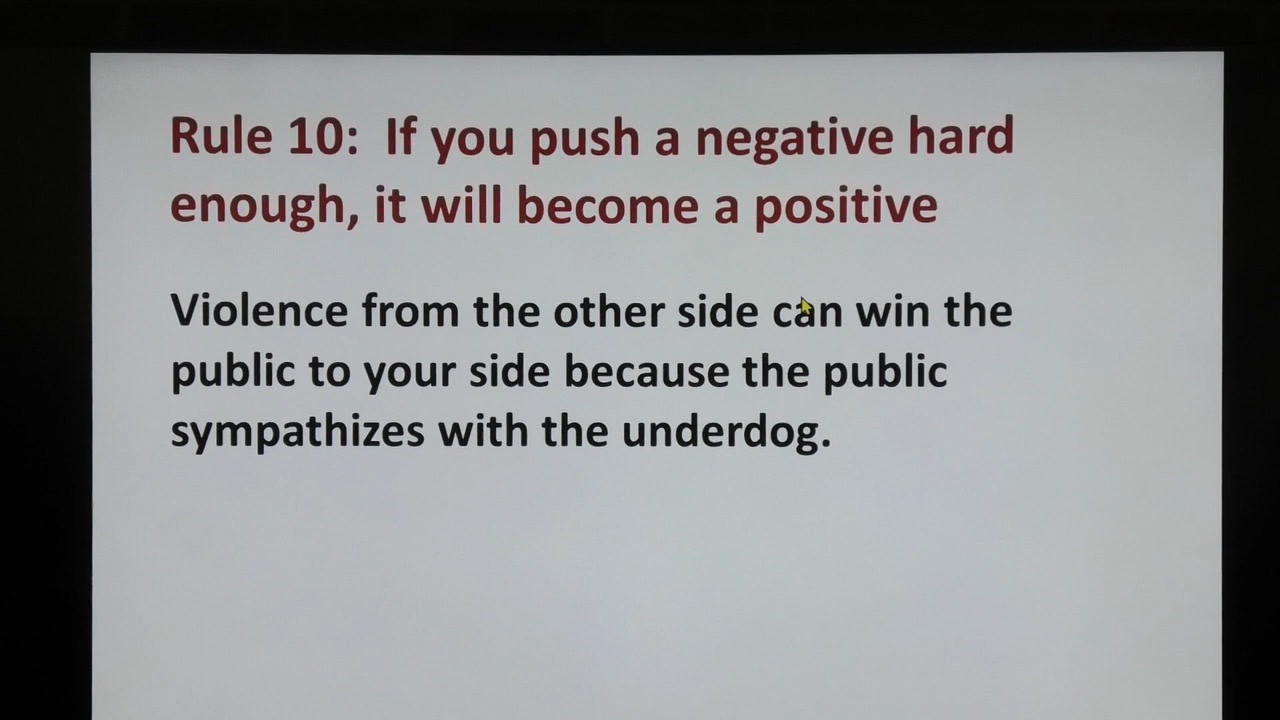 Rule 10:  If you push a negative hard
enough, it will become a positive
Violence from the other side can win the
public to your side because the public
sympathizes with the underdog.